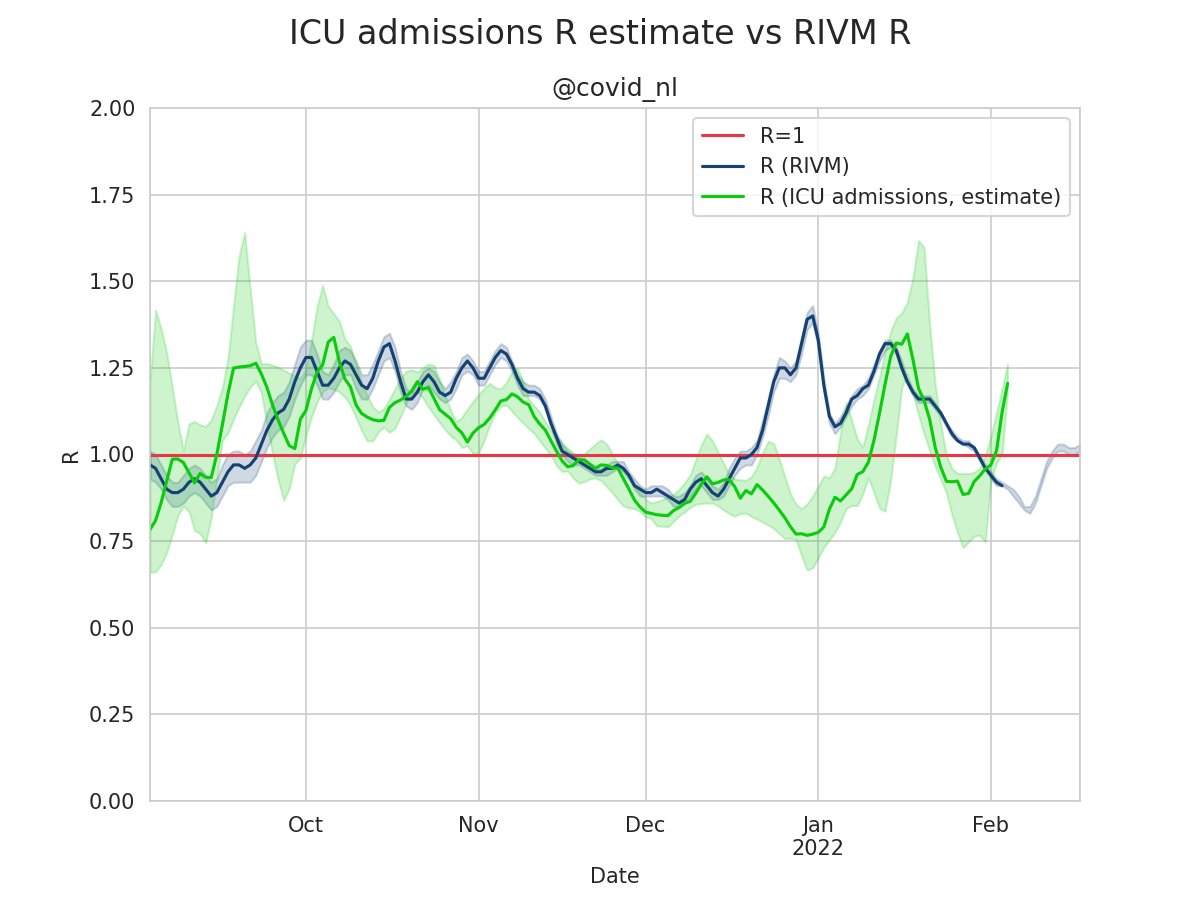 ICU admissions R estimate vs RIVM R
@covid_nl
R=1
R (RIVM)
R (ICU admissions, estimate)
2.00
1.75
1.50
1.25
1.00
0.75
0.50
0.25
0.00
R
Oct
Nov
Dec
Jan
2022
Feb
Date